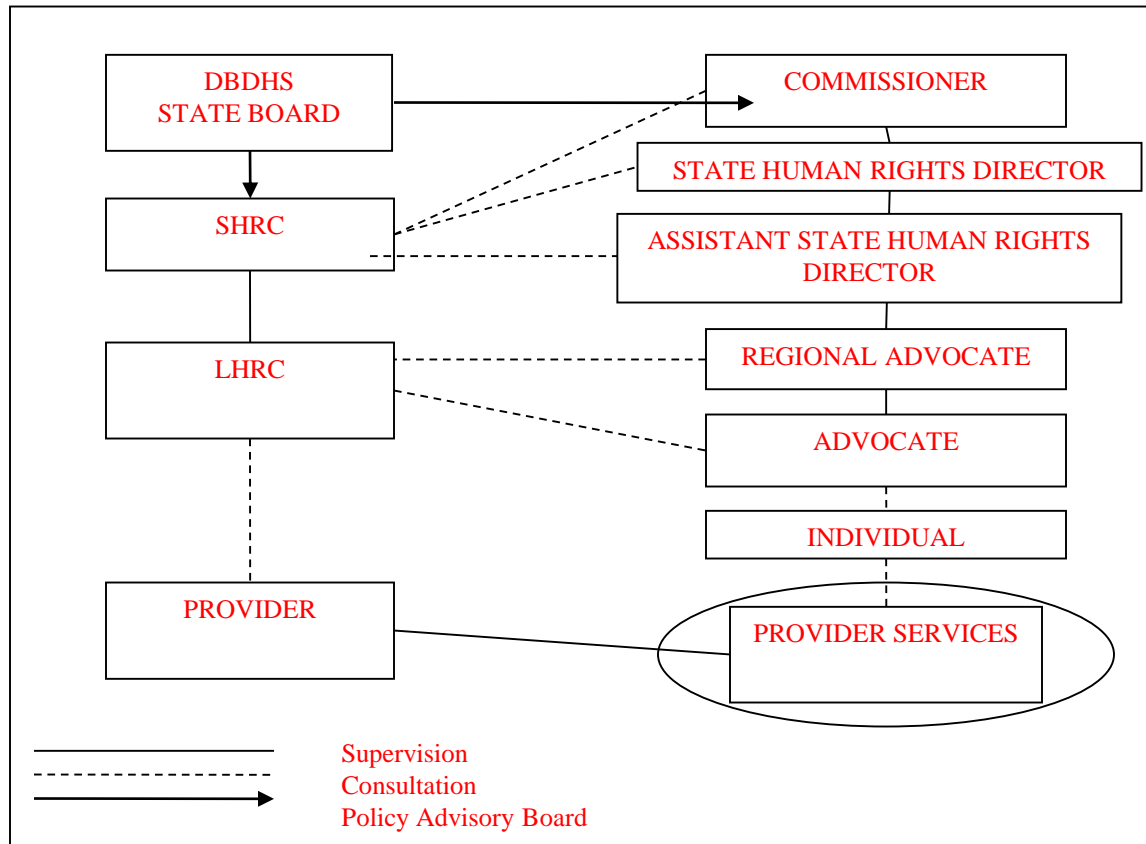 DBDHS
STATE BOARD
COMMISSIONER
STATE HUMAN RIGHTS DIRECTOR
SHRC
ASSISTANT STATE HUMAN RIGHTS
DIRECTOR
LHRC
REGIONAL ADVOCATE
ADVOCATE
INDIVIDUAL
PROVIDER
PROVIDER SERVICES
Supervision
Consultation
Policy Advisory Board